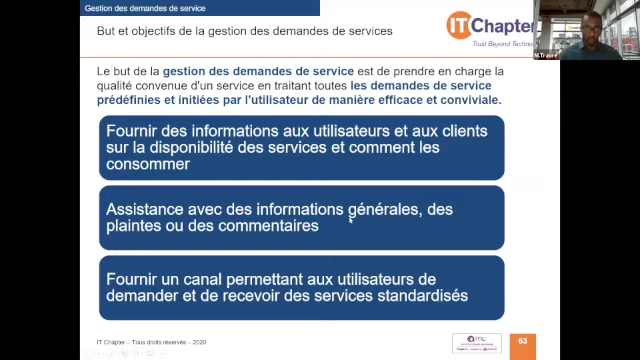 Gestion des demandes de service
But et objectifs de la gestion des demandes de services
IT Chapter
Trust Beyond Technol
M.Traore
Le but de la gestion des demandes de service est de prendre en charge la
qualité convenue d'un service en traitant toutes les demandes de service
prédéfinies et initiées par l'utilisateur de manière efficace et conviviale.
Fournir des informations aux utilisateurs et aux clients
sur la disponibilité des services et comment les
consommer
Assistance avec des informations générales, des
plaintes ou des commentaires
Fournir un canal permettant aux utilisateurs de
demander et de recevoir des services standardisés
IT Chapter – Tous droits réservés – 2020
ITIL
63